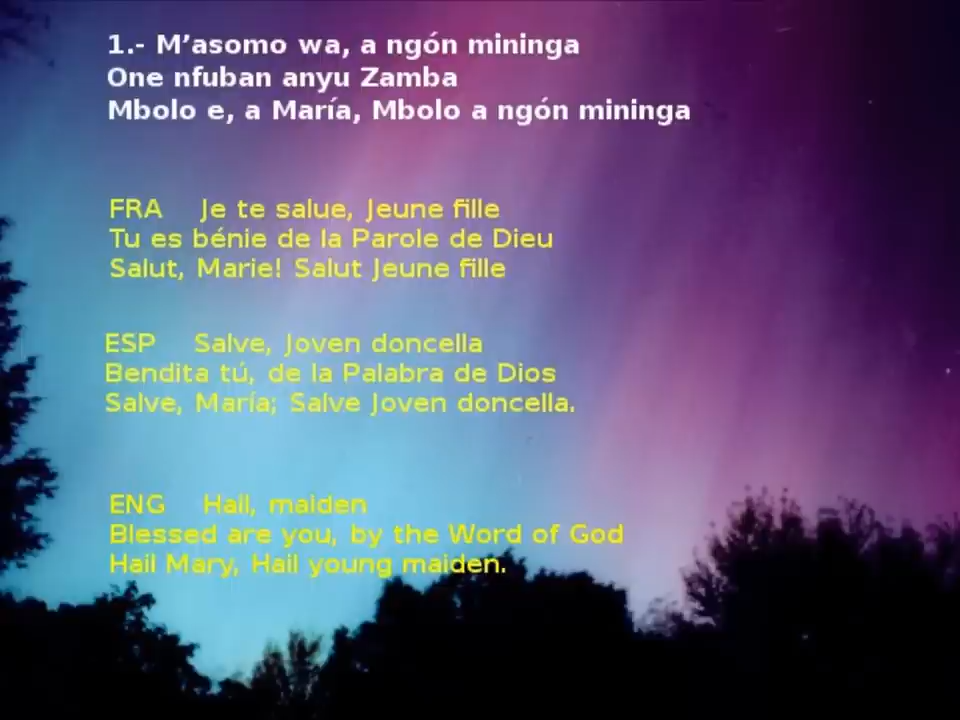 1.- M’asomo wa, a ngón mininga
One nfuban anyu Zamba
Mbolo e, a María, Mbolo a ngón mininga
FRA Je te salue, Jeune fille
Tu es bénie de la Parole de Dieu
Salut, Marie! Salut Jeune fille
ESP Salve, Joven doncella
Bendita tú, de la Palabra de Dios
Salve, María; Salve Joven doncella.
ENG Hail, maiden
Blessed are you, by the Word of God
Hail Mary, Hail young maiden.